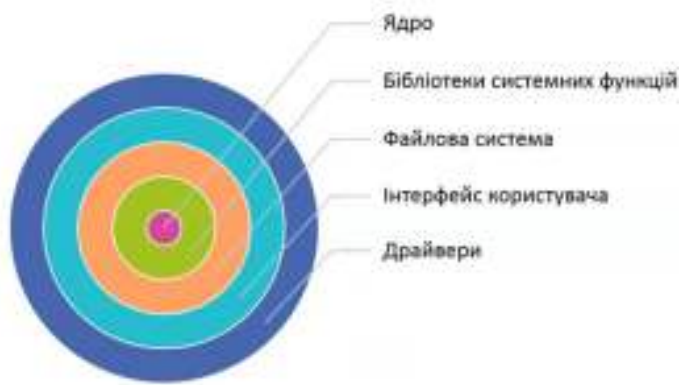 Ядро
Бібліотеки системних функцій
Файлова система
Інтерфейс користувача
Драйвери